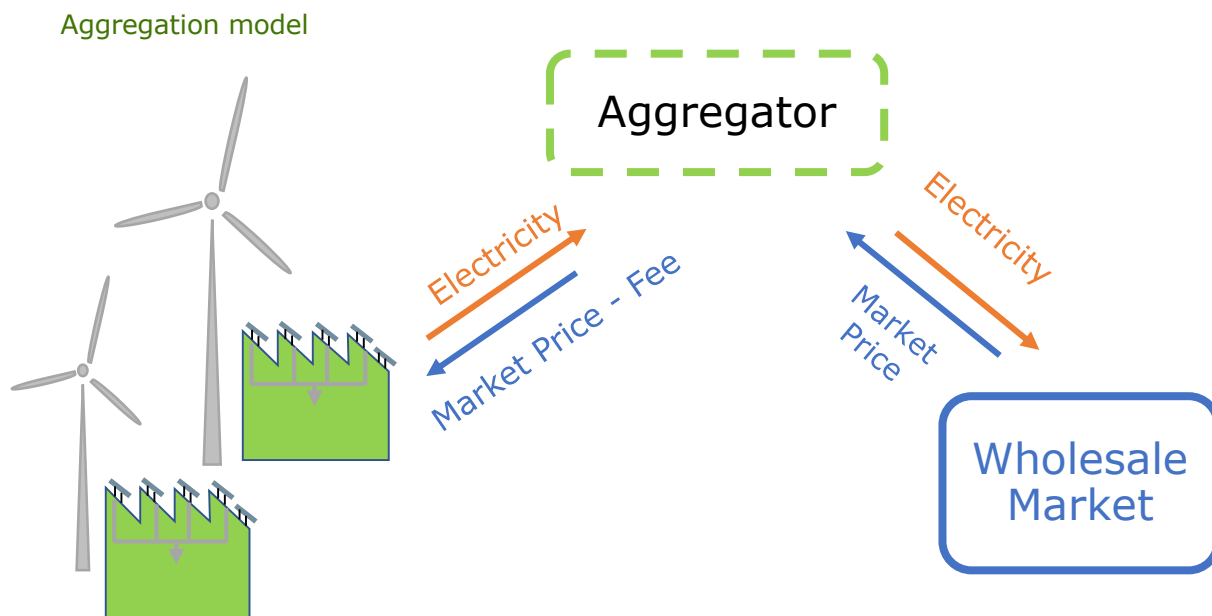 Aggregation model
Aggregator
Electricity
Market Price - Fee
Electricity
Market
Price
Wholesale
Market